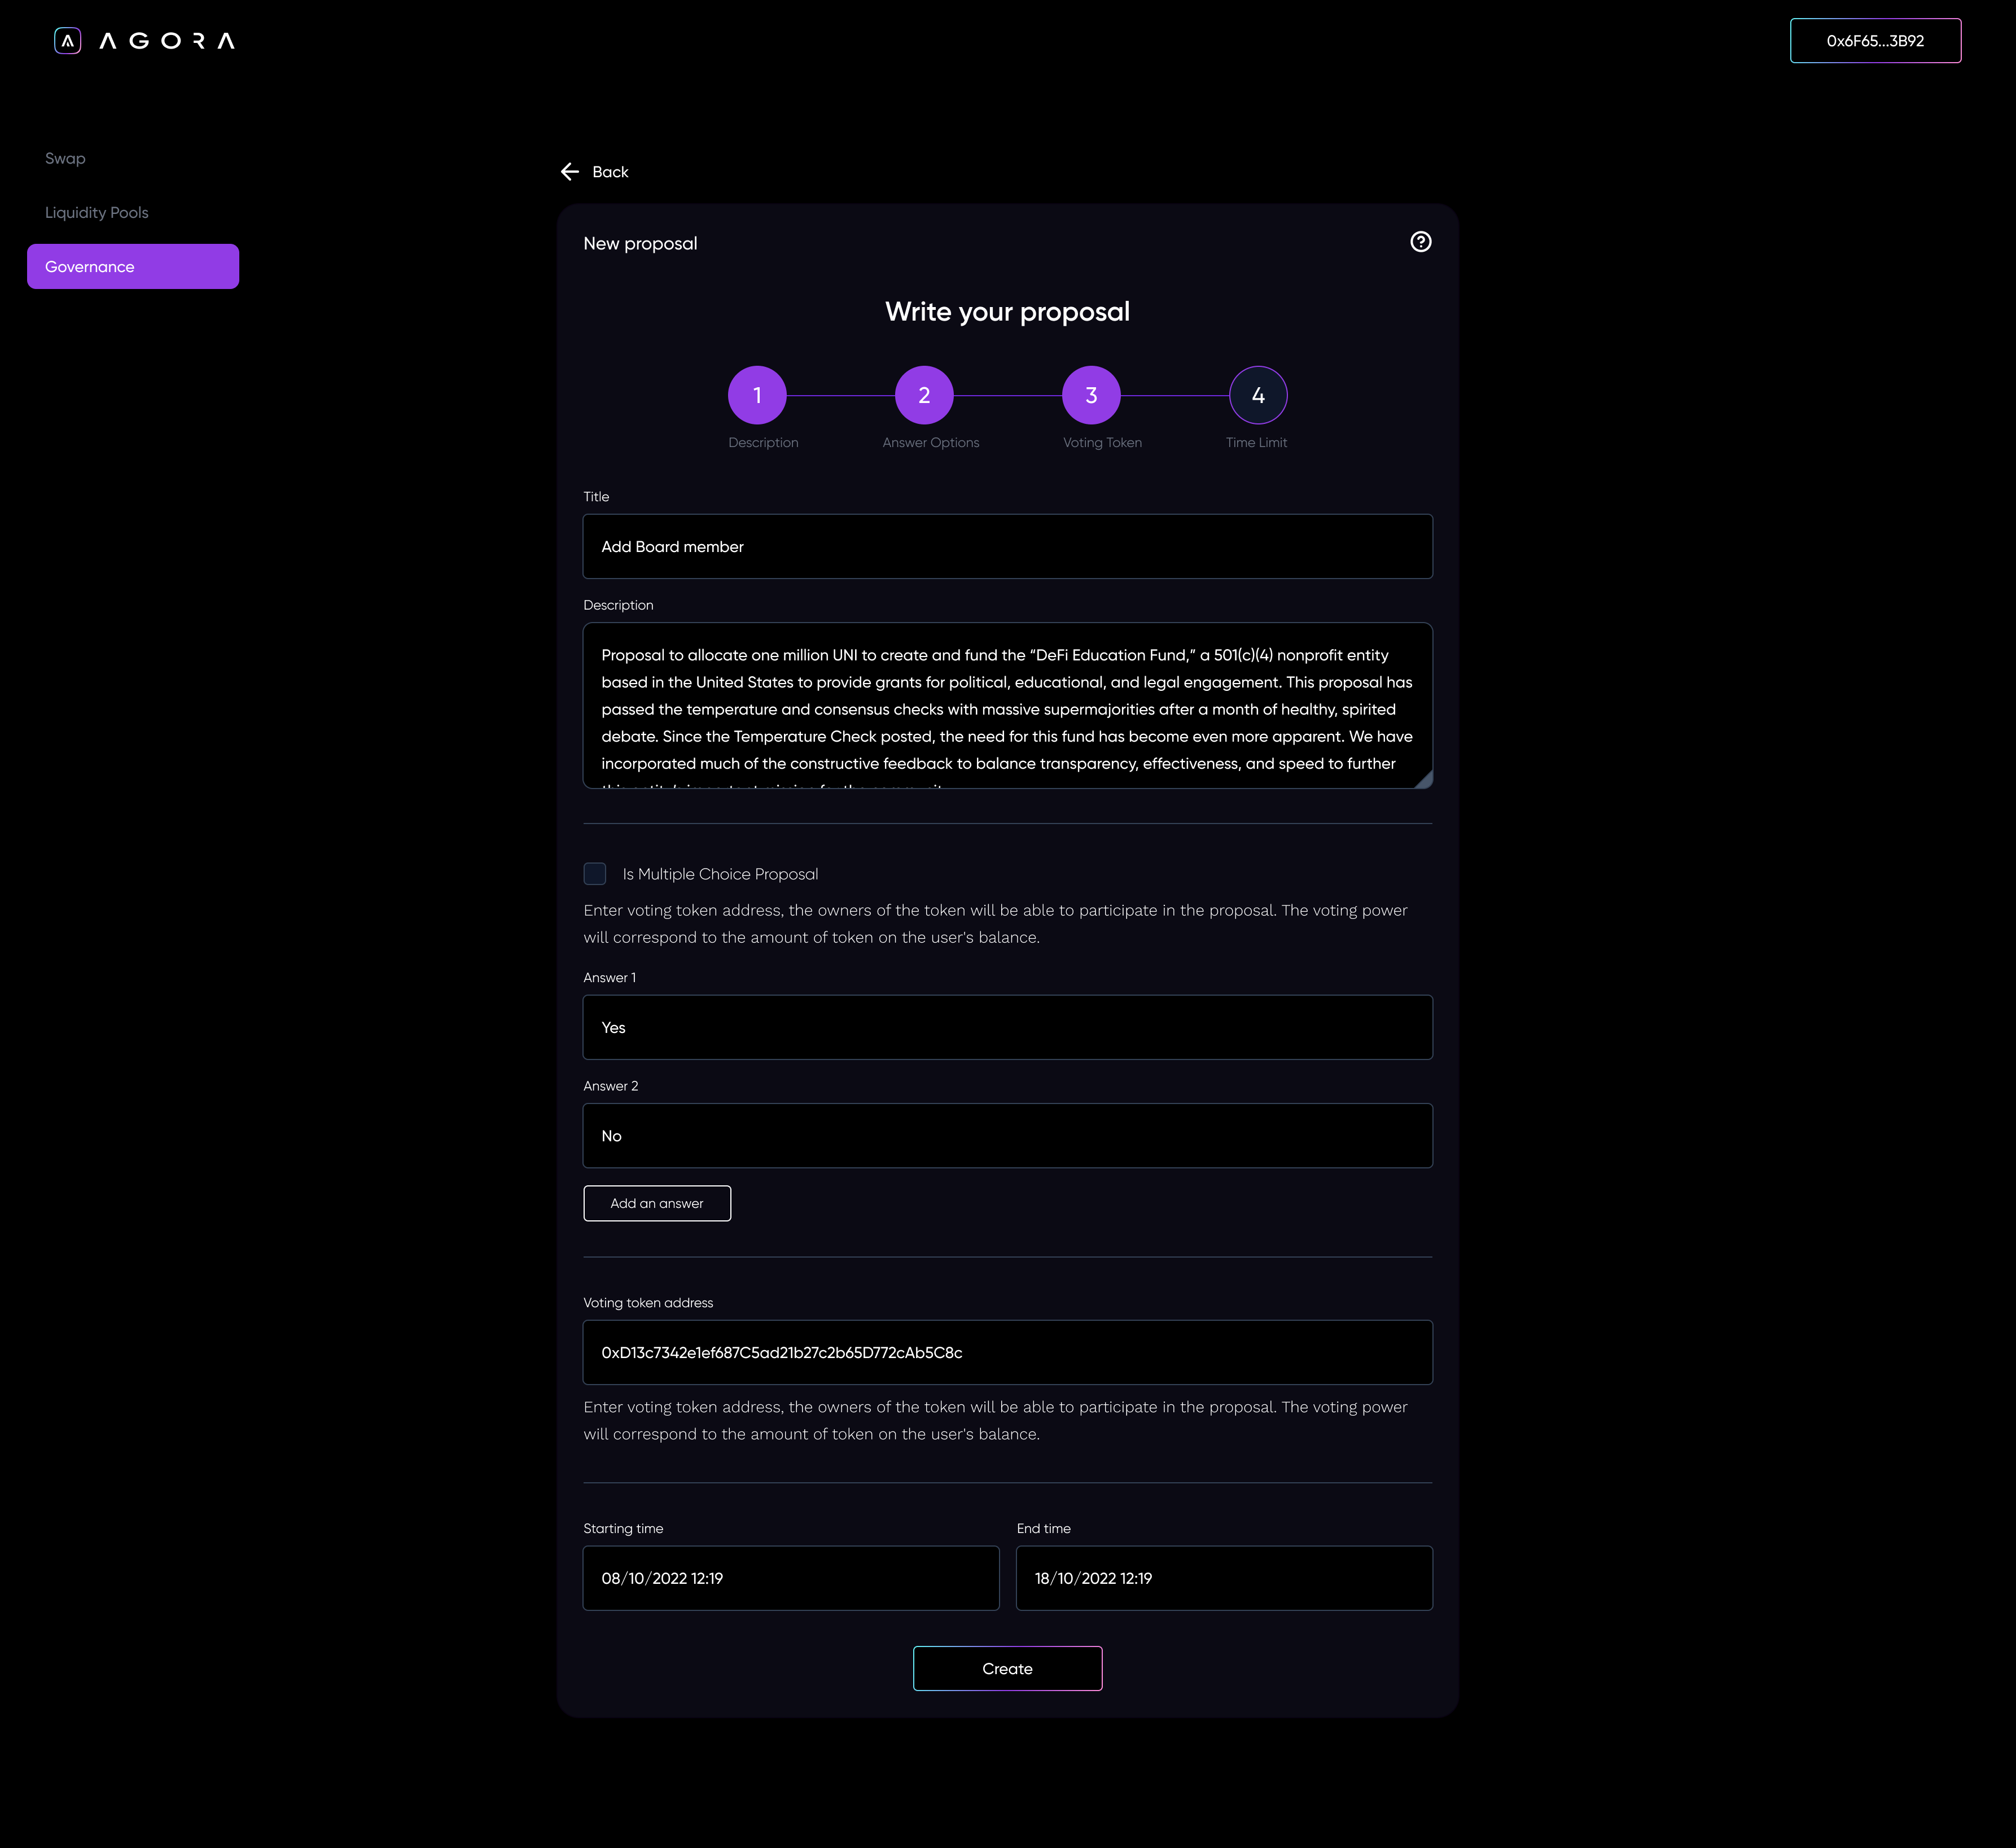 AGORA
0x6F65...3B92
Swap
Liquidity Pools
Governance
Back
New proposal
Write your proposal
1 2 3 4
Description Answer Options Voting Token Time Limit
Title
Add Board member
Description
Proposal to allocate one million UNI to create and fund the “DeFi Education Fund,” a 501(c)(4) nonprofit entity
based in the United States to provide grants for political, educational, and legal engagement. This proposal has
passed the temperature and consensus checks with massive supermajorities after a month of healthy, spirited
debate. Since the Temperature Check posted, the need for this fund has become even more apparent. We have
incorporated much of the constructive feedback to balance transparency, effectiveness, and speed to further
Is Multiple Choice Proposal
Enter voting token address, the owners of the token will be able to participate in the proposal. The voting power
will correspond to the amount of token on the user's balance.
Answer 1
Yes
Answer 2
No
Add an answer
Voting token address
0xD13c7342e1ef687C5ad21b27c2b65D772cAb5C8c
Enter voting token address, the owners of the token will be able to participate in the proposal. The voting power
will correspond to the amount of token on the user's balance.
Starting time End time
08/10/2022 12:19 18/10/2022 12:19
Create